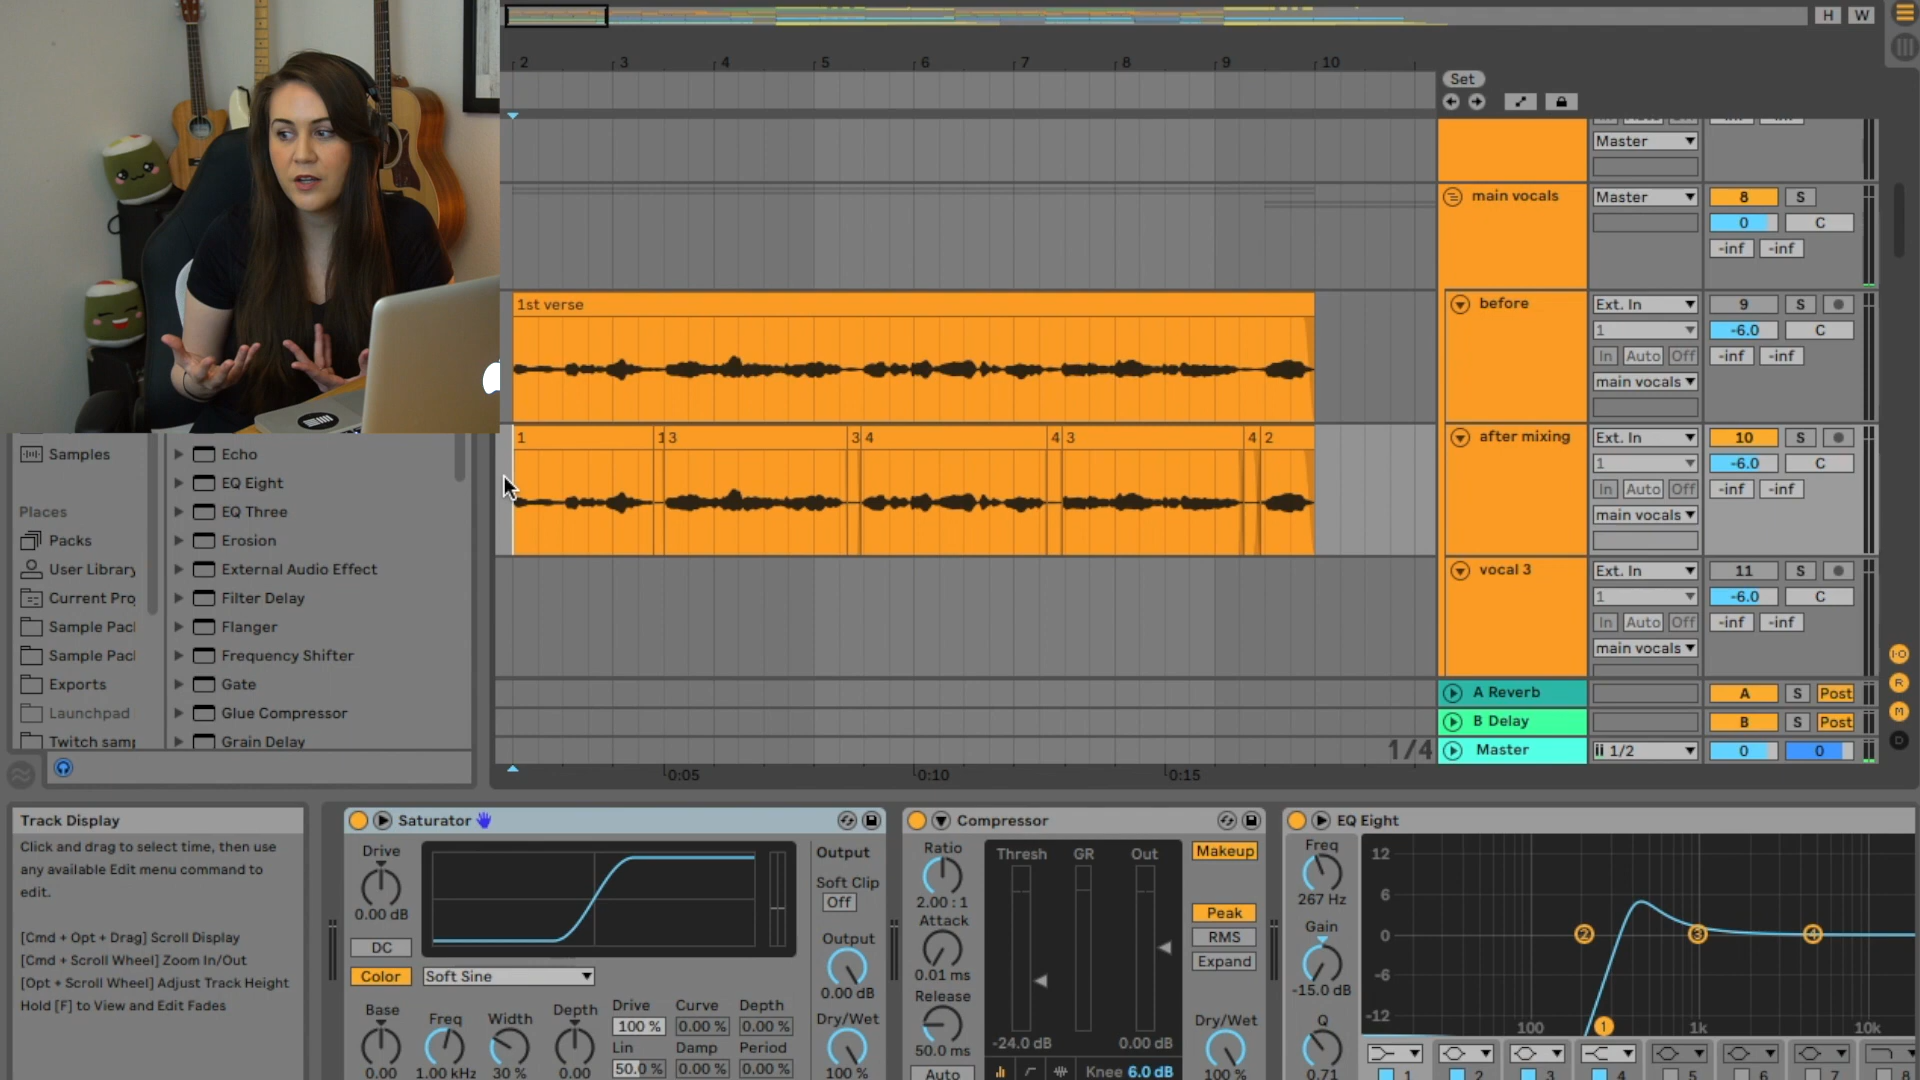 H W
2 3 4 5 6 7 8 9 10
Set
Master
main vocals Master 8 S
0 C
-inf -inf
1st verse
before Ext. In 9 S
1 -6.0 C
In Auto Off -inf -inf
main vocals
1 1 3 3 4 4 3 4 2
after mixing Ext. In 10 S
1 -6.0 C
In Auto Off -inf -inf
main vocals
vocal 3 Ext. In 11 S
1 -6.0 C
In Auto Off -inf -inf
main vocals
A Reverb A S Post
B Delay B S Post
1/4 Master 1/2 0 0
0:05 0:10 0:15
I·O
R
M
D
Samples
Places
Packs
User Library
Current Pro
Sample Pac
Sample Pac
Exports
Launchpad
Twitch samp
Echo
EQ Eight
EQ Three
Erosion
External Audio Effect
Filter Delay
Flanger
Frequency Shifter
Gate
Glue Compressor
Grain Delay
Track Display
Click and drag to select time, then use
any available Edit menu command to
edit.
[Cmd + Opt + Drag] Scroll Display
[Cmd + Scroll Wheel] Zoom In/Out
[Opt + Scroll Wheel] Adjust Track Height
Hold [F] to View and Edit Fades
Saturator
Drive
0.00 dB
DC
Color Soft Sine
Base Freq Width Depth
0.00 1.00 kHz 30 % 0.00
Drive Curve Depth
100 % 0.00 % 0.00 %
Lin Damp Period
50.0 % 0.00 % 0.00 %
Output
Soft Clip
Off
Output
0.00 dB
Dry/Wet
100 %
Compressor
Ratio
2.00 : 1
Attack
0.01 ms
Release
50.0 ms
Auto
Thresh GR Out
-24.0 dB 0.00 dB
Knee 6.0 dB
Makeup
Peak
RMS
Expand
Dry/Wet
100 %
EQ Eight
Freq
267 Hz
Gain
-15.0 dB
Q
0.71
12
6
0
-6
-12
2 3 4
1
100 1k 10k
1 2 3 4 5 6 7 8